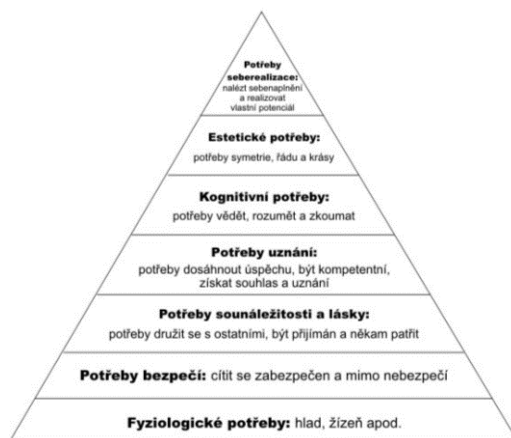 Potřeby
seberealizace:
nalézt sebenaplnění
a realizovat
vlastní potenciál
Estetické potřeby:
potřeby symetrie, řádu a krásy
Kognitivní potřeby:
potřeby vědět, rozumět a zkoumat
Potřeby uznání:
potřeby dosáhnout úspěchu, být kompetentní,
získat souhlas a uznání
Potřeby sounáležitosti a lásky:
potřeby družit se s ostatními, být přijímán a někam patřit
Potřeby bezpečí: cítit se zabezpečen a mimo nebezpečí
Fyziologické potřeby: hlad, žízeň apod.